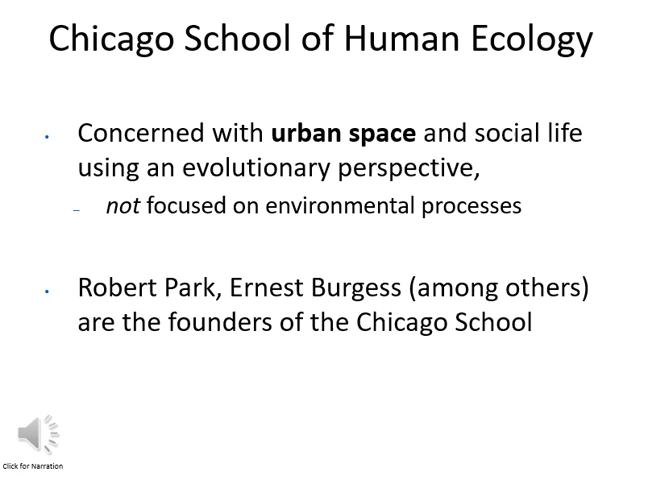 Chicago School of Human Ecology
• Concerned with urban space and social life
using an evolutionary perspective,
– not focused on environmental processes
• Robert Park, Ernest Burgess (among others)
are the founders of the Chicago School
Click for Narration